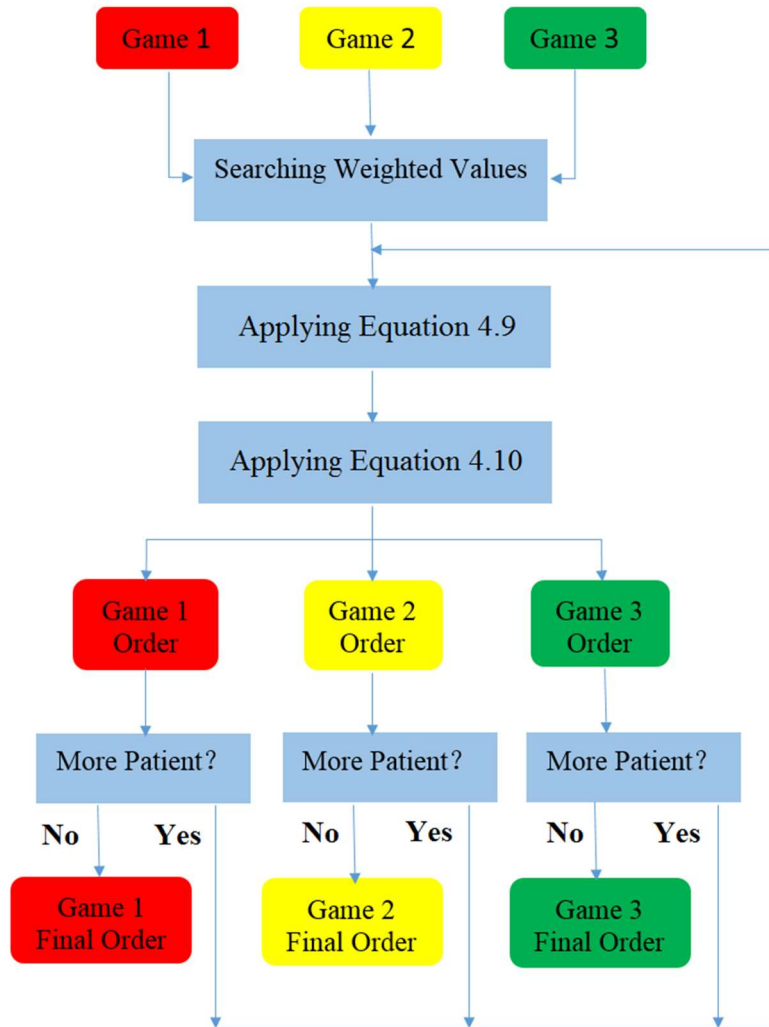 Game 1
Game 2
Game 3
Searching Weighted Values
Applying Equation 4.9
Applying Equation 4.10
Game 1
Order
Game 2
Order
Game 3
Order
More Patient?
More Patient?
More Patient?
No
Yes
No
Yes
No
Yes
Game 1
Final Order
Game 2
Final Order
Game 3
Final Order